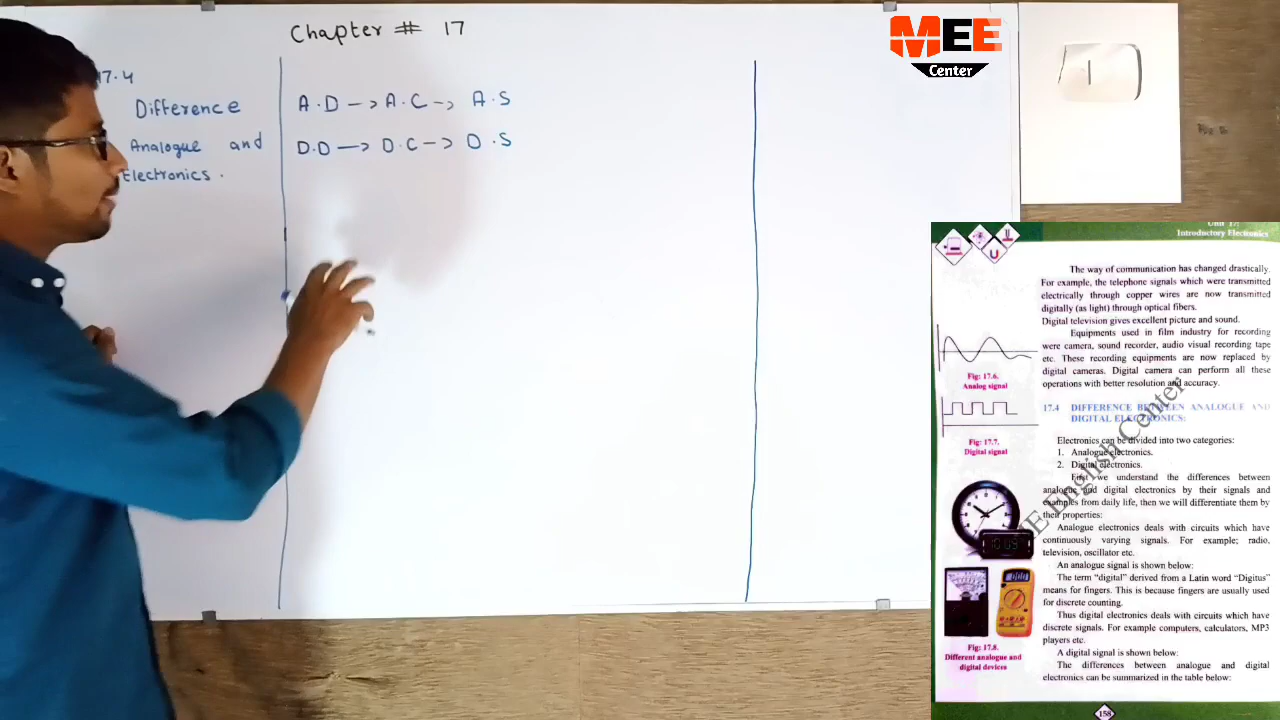 Chapter # 17
17.4
Difference
Analogue and
Electronics.
A.D → A.C → A.S
D.D → D.C → D.S
MEE
Center
1
Unit 17:
Introductory Electronics
The way of communication has changed drastically.
For example, the telephone signals which were transmitted
electrically through copper wires are now transmitted
digitally (as light) through optical fibers.
Digital television gives excellent picture and sound.
Equipments used in film industry for recording
were camera, sound recorder, audio visual recording tape
etc. These recording equipments are now replaced by
digital cameras. Digital camera can perform all these
operations with better resolution and accuracy.
Fig: 17.6.
Analog signal
Fig: 17.7.
Digital signal
17.4 DIFFERENCE BETWEEN ANALOGUE AND
DIGITAL ELECTRONICS:
Electronics can be divided into two categories:
1. Analogue electronics.
2. Digital electronics.
we understand the differences between
analogue and digital electronics by their signals and
examples from daily life, then we will differentiate them by
their properties:
Analogue electronics deals with circuits which have
continuously varying signals. For example; radio,
television, oscillator etc.
An analogue signal is shown below:
The term “digital” derived from a Latin word “Digitus”
means for fingers. This is because fingers are usually used
for discrete counting.
Thus digital electronics deals with circuits which have
discrete signals. For example computers, calculators, MP3
players etc.
A digital signal is shown below:
The differences between analogue and digital
electronics can be summarized in the table below:
Fig: 17.8.
Different analogue and
digital devices
English Center
158